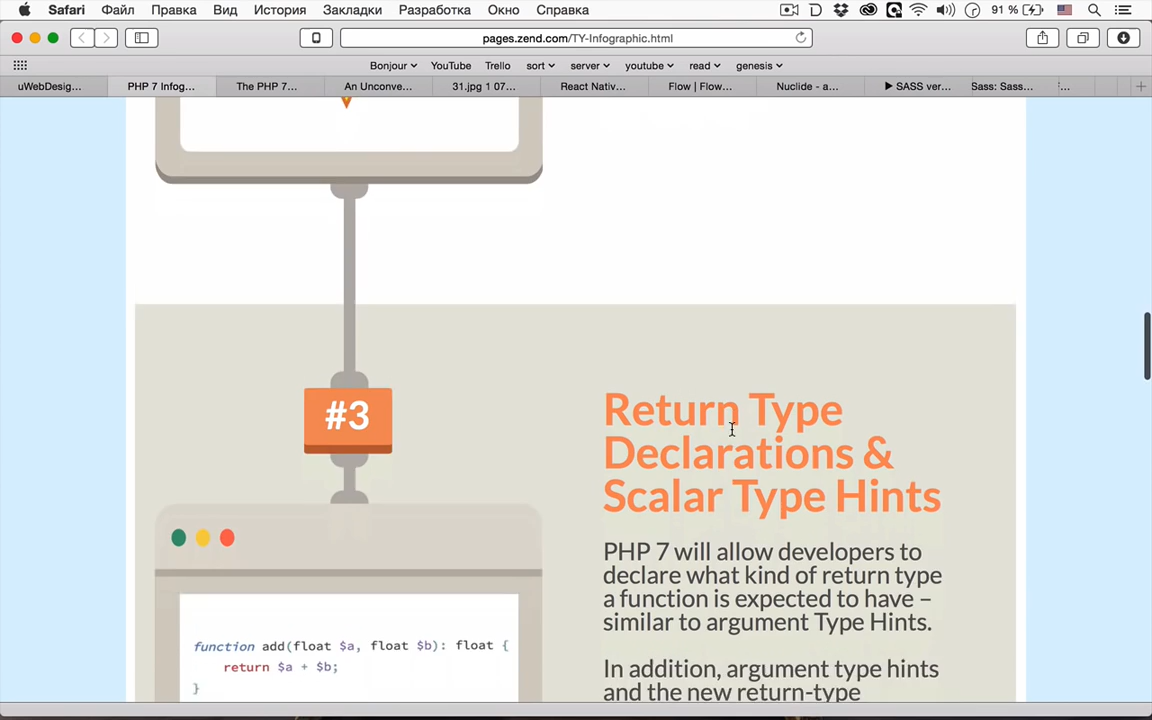 Safari Файл Правка Вид История Закладки Разработка Окно Справка 91 %
pages.zend.com/TY-Infographic.html
Bonjour YouTube Trello sort server youtube read genesis
uWebDesig... PHP 7 Infog... The PHP 7... An Unconve... 31.jpg 1 07... React Nativ... Flow | Flow... Nuclide - a... ▶ SASS ver... Sass: Sass...
#3
Return Type
Declarations &
Scalar Type Hints
PHP 7 will allow developers to
declare what kind of return type
a function is expected to have –
similar to argument Type Hints.
In addition, argument type hints
and the new return-type
function add(float $a, float $b): float {
return $a + $b;
}